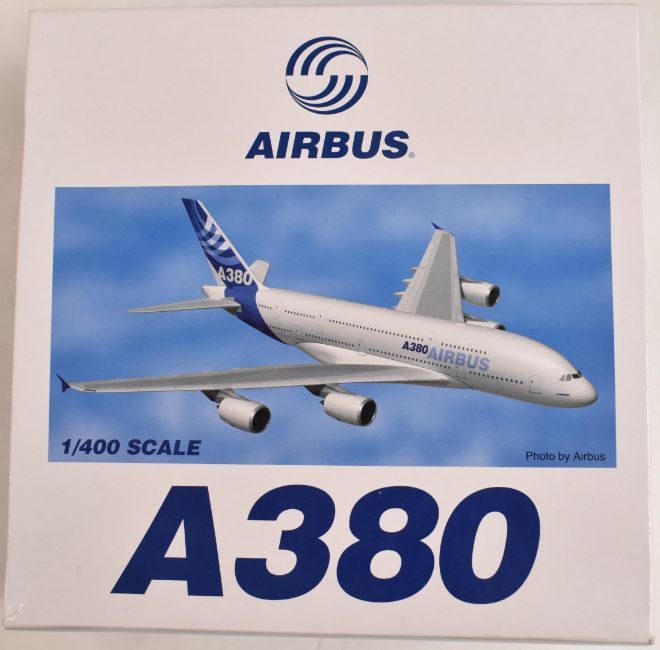 AIRBUS®
A380
A380 AIRBUS
1/400 SCALE
Photo by Airbus
A380